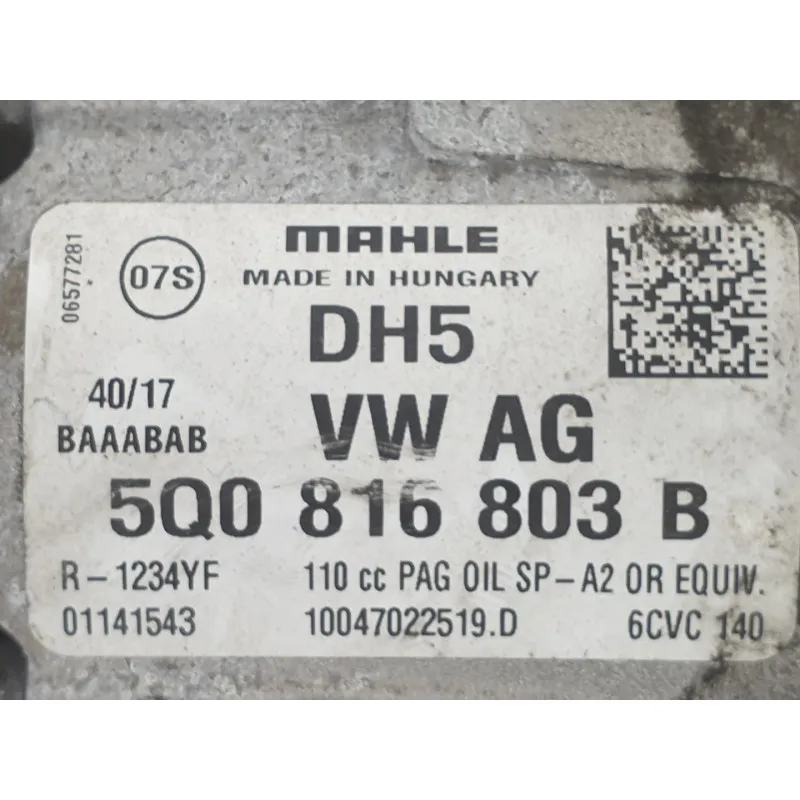 06577281
07S
MAHLE
MADE IN HUNGARY
DH5
40/17
BAAABAB
VW AG
5Q0 816 803 B
R-1234YF 110 cc PAG OIL SP-A2 OR EQUIV.
01141543 10047022519.D 6CVC 140